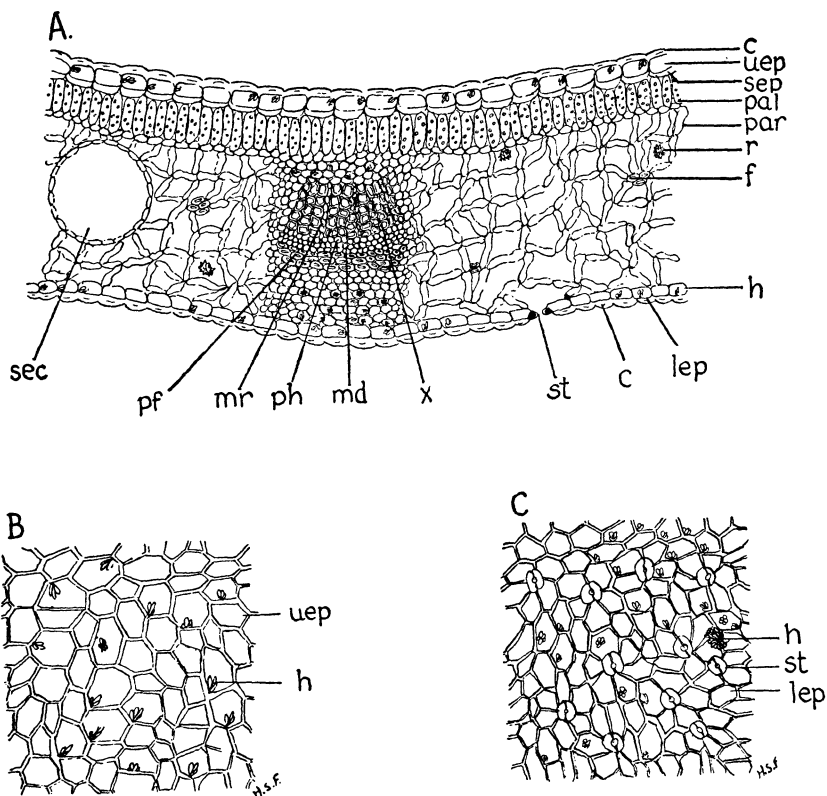 A.
c
uep
sep
pal
par
r
f
h
sec
pf
mr
ph
md
x
st
c
lep
B
uep
h
H.S.F.
C
h
st
lep
H.S.F.